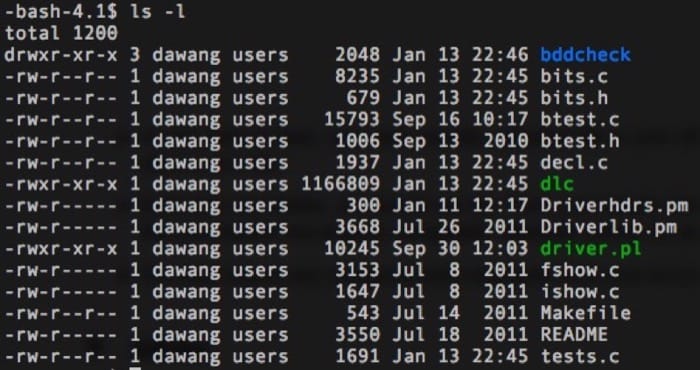 -bash-4.1$ ls -l
total 1200
drwxr-xr-x 3 dawang users    2048 Jan 13 22:46 bddcheck
-rw-r--r-- 1 dawang users    8235 Jan 13 22:45 bits.c
-rw-r--r-- 1 dawang users     679 Jan 13 22:45 bits.h
-rw-r--r-- 1 dawang users   15793 Sep 16 10:17 btest.c
-rw-r--r-- 1 dawang users    1006 Sep 13  2010 btest.h
-rw-r--r-- 1 dawang users    1937 Jan 13 22:45 decl.c
-rwxr-xr-x 1 dawang users 1166809 Jan 13 22:45 dlc
-rw-r----- 1 dawang users     300 Jan 11 12:17 Driverhdrs.pm
-rw-r----- 1 dawang users    3668 Jul 26  2011 Driverlib.pm
-rwxr-xr-x 1 dawang users   10245 Sep 30 12:03 driver.pl
-rw-r----- 1 dawang users    3153 Jul  8  2011 fshow.c
-rw-r----- 1 dawang users    1647 Jul  8  2011 ishow.c
-rw-r--r-- 1 dawang users     543 Jul 14  2011 Makefile
-rw-r----- 1 dawang users    3550 Jul 18  2011 README
-rw-r--r-- 1 dawang users    1691 Jan 13 22:45 tests.c